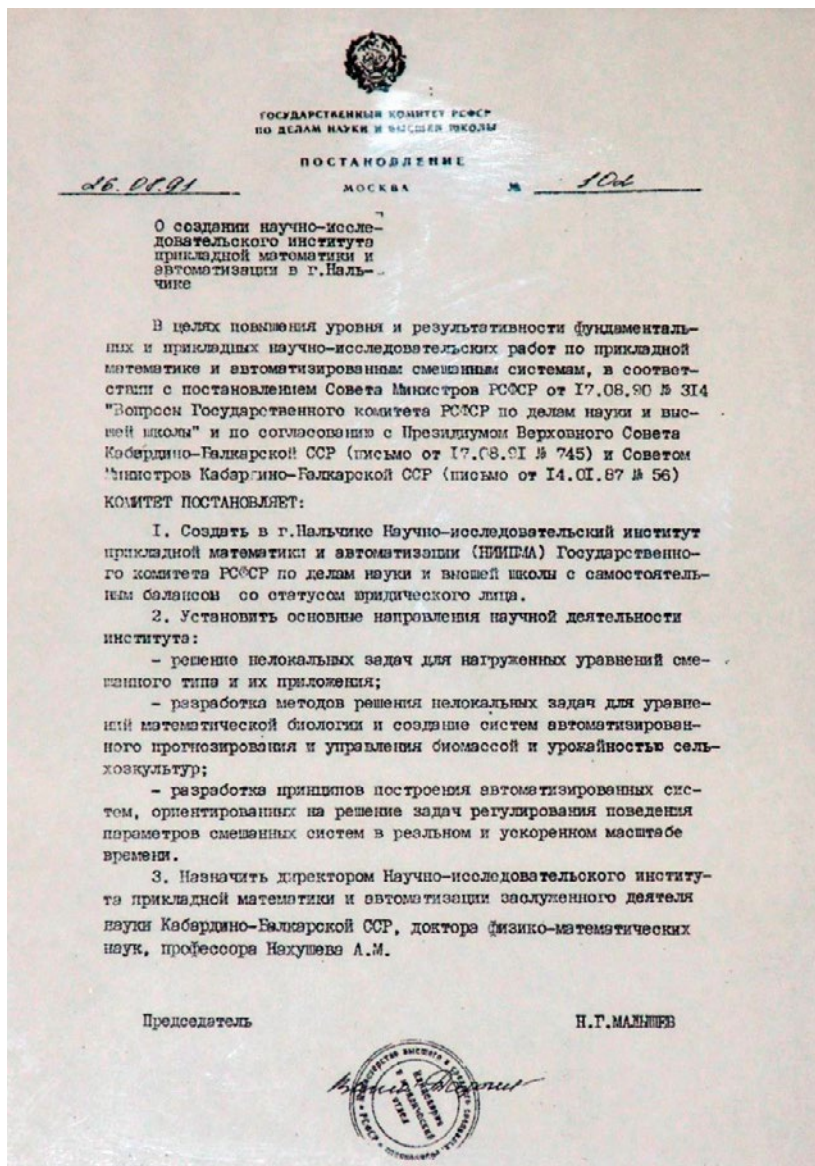 ГОСУДАРСТВЕННЫЙ КОМИТЕТ РСФСР
ПО ДЕЛАМ НАУКИ И ВЫСШЕЙ ШКОЛЫ
ПОСТАНОВЛЕНИЕ
26.08.91 МОСКВА № 102
О создании научно-иссле-
довательского института
прикладной математики и
автоматизации в г.Наль-
чике
В целях повышения уровня и результативности фундаменталь-
ных и прикладных научно-исследовательских работ по прикладной
математике и автоматизированным смешанным системам, в соответ-
ствии с постановлением Совета Министров РСФСР от 17.08.90 № 314
"Вопросы Государственного комитета РСФСР по делам науки и выс-
шей школы" и по согласованию с Президиумом Верховного Совета
Кабардино-Балкарской ССР (письмо от 17.08.91 № 745) и Советом
Министров Кабардино-Балкарской ССР (письмо от 14.01.87 № 56)
КОМИТЕТ ПОСТАНОВЛЯЕТ:
1. Создать в г.Нальчике Научно-исследовательский институт
прикладной математики и автоматизации (НИИПМА) Государственно-
го комитета РСФСР по делам науки и высшей школы с самостоятель-
ным балансом со статусом юридического лица.
2. Установить основные направления научной деятельности
института:
- решение нелокальных задач для нагруженных уравнений сме-
шанного типа и их приложения;
- разработка методов решения нелокальных задач для уравне-
ний математической биологии и создание систем автоматизирован-
ного прогнозирования и управления биомассой и урожайностью сель-
хозкультур;
- разработка принципов построения автоматизированных сис-
тем, ориентированных на решение задач регулирования поведения
параметров смешанных систем в реальном и ускоренном масштабе
времени.
3. Назначить директором Научно-исследовательского институ-
та прикладной математики и автоматизации заслуженного деятеля
науки Кабардино-Балкарской ССР, доктора физико-математических
наук, профессора Нахушева А.М.
Председатель Н.Г.МАЛЫШЕВ